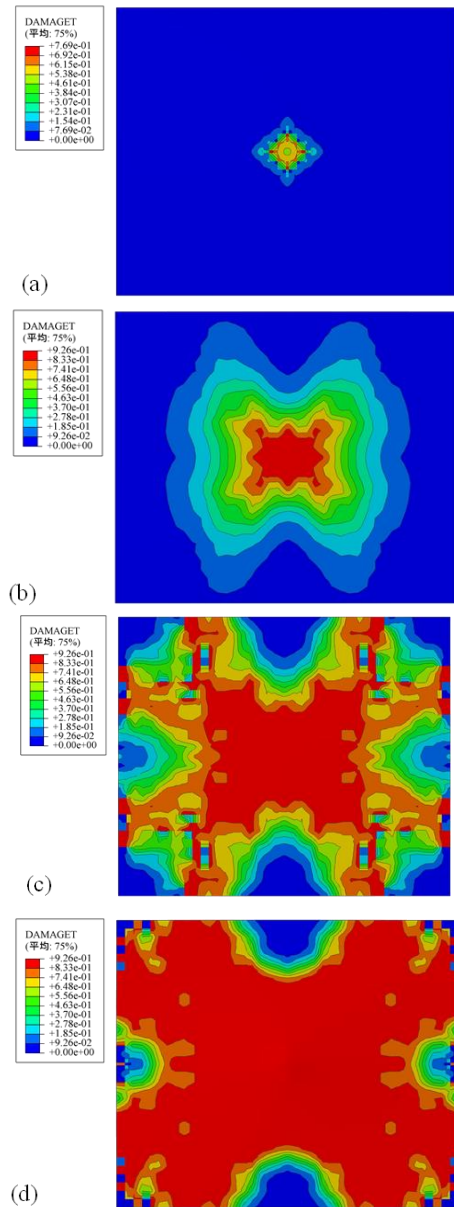 DAMAGET
(平均: 75%)
+7.69e-01
+6.92e-01
+6.15e-01
+5.38e-01
+4.61e-01
+3.84e-01
+3.07e-01
+2.31e-01
+1.54e-01
+7.69e-02
+0.00e+00
(a)
DAMAGET
(平均: 75%)
+9.26e-01
+8.33e-01
+7.41e-01
+6.48e-01
+5.56e-01
+4.63e-01
+3.70e-01
+2.78e-01
+1.85e-01
+9.26e-02
+0.00e+00
(b)
DAMAGET
(平均: 75%)
+9.26e-01
+8.33e-01
+7.41e-01
+6.48e-01
+5.56e-01
+4.63e-01
+3.70e-01
+2.78e-01
+1.85e-01
+9.26e-02
+0.00e+00
(c)
DAMAGET
(平均: 75%)
+9.26e-01
+8.33e-01
+7.41e-01
+6.48e-01
+5.56e-01
+4.63e-01
+3.70e-01
+2.78e-01
+1.85e-01
+9.26e-02
+0.00e+00
(d)